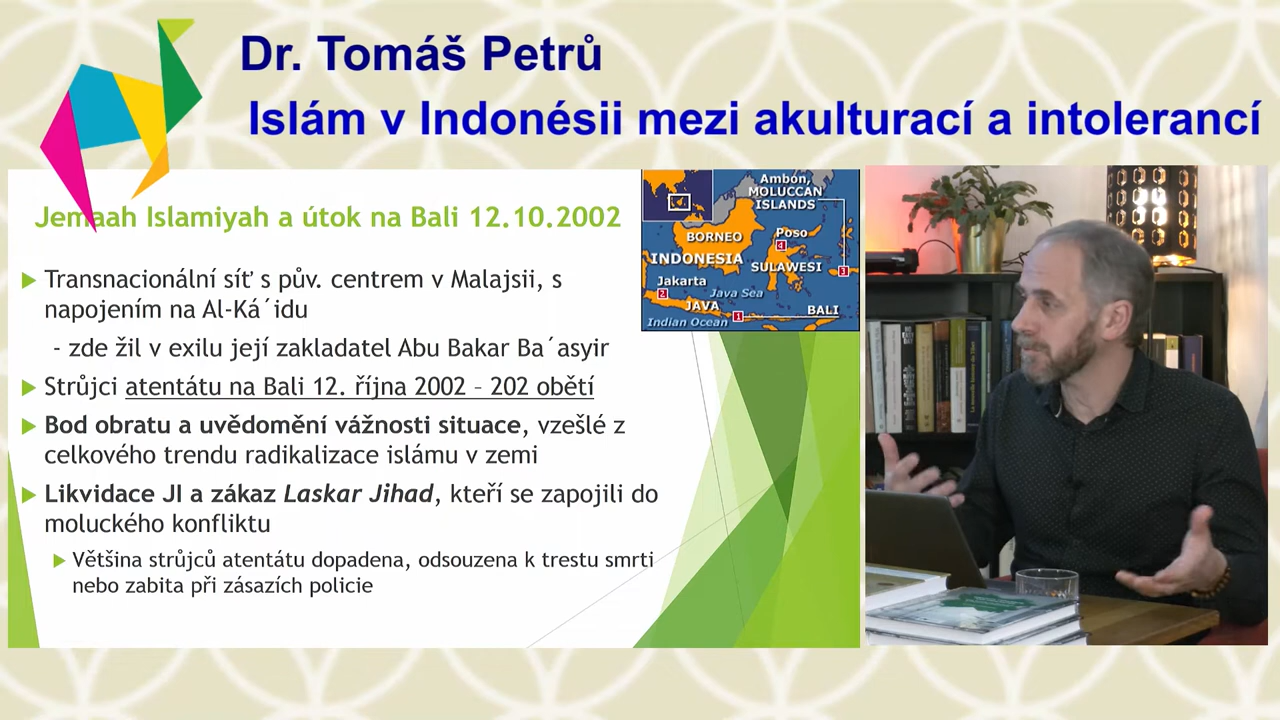 Dr. Tomáš Petrů
Islám v Indonésii mezi akulturací a intolerancí
Jemaah Islamiyah a útok na Bali 12.10.2002
Transnacionální síť s pův. centrem v Malajsii, s
napojením na Al-Ká´idu
- zde žil v exilu její zakladatel Abu Bakar Ba´asyir
Strůjci atentátu na Bali 12. října 2002 – 202 obětí
Bod obratu a uvědomění vážnosti situace, vzešlé z
celkového trendu radikalizace islámu v zemi
Likvidace JI a zákaz Laskar Jihad, kteří se zapojili do
moluckého konfliktu
Většina strůjců atentátu dopadena, odsouzena k trestu smrti
nebo zabita při zásazích policie
Ambon,
MOLUCCAN
ISLANDS
BORNEO
Poso
4
INDONESIA
SULAWESI
3
Jakarta
2
Java Sea
JAVA
BALI
1
Indian Ocean